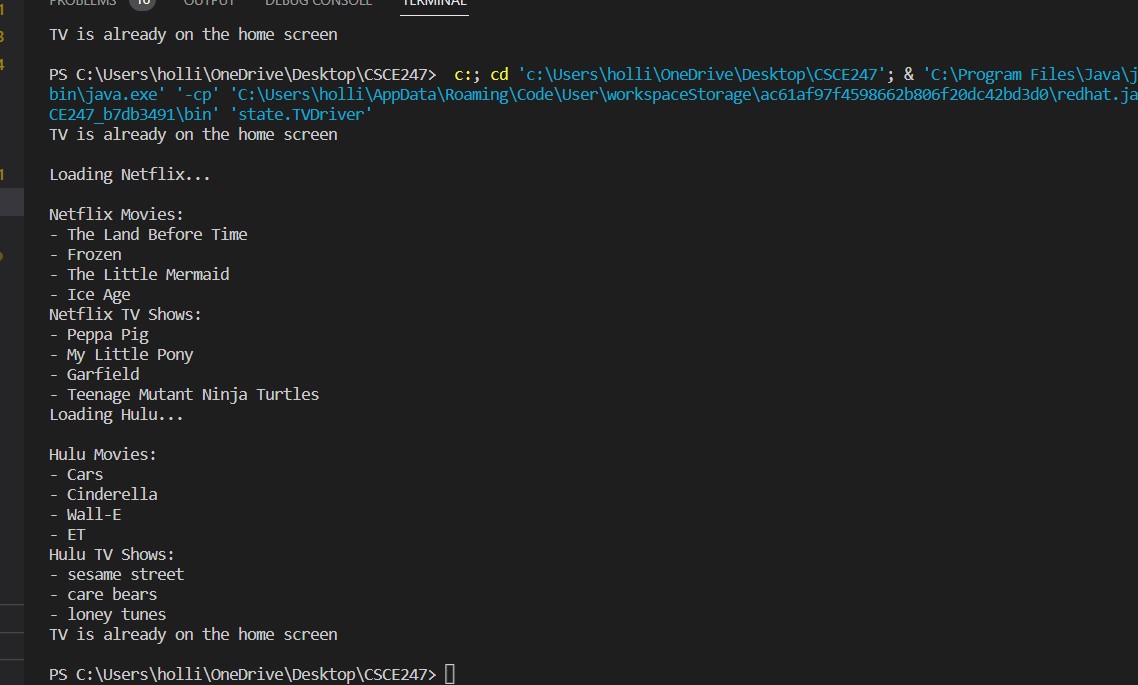 PROBLEMS 16 OUTPUT DEBUG CONSOLE TERMINAL
TV is already on the home screen
PS C:\Users\holli\OneDrive\Desktop\CSCE247>  c:; cd 'c:\Users\holli\OneDrive\Desktop\CSCE247'; & 'C:\Program Files\Java\j
bin\java.exe' '-cp' 'C:\Users\holli\AppData\Roaming\Code\User\workspaceStorage\ac61af97f4598662b806f20dc42bd3d0\redhat.ja
CE247_b7db3491\bin' 'state.TVDriver'
TV is already on the home screen
Loading Netflix...
Netflix Movies:
- The Land Before Time
- Frozen
- The Little Mermaid
- Ice Age
Netflix TV Shows:
- Peppa Pig
- My Little Pony
- Garfield
- Teenage Mutant Ninja Turtles
Loading Hulu...
Hulu Movies:
- Cars
- Cinderella
- Wall-E
- ET
Hulu TV Shows:
- sesame street
- care bears
- loney tunes
TV is already on the home screen
PS C:\Users\holli\OneDrive\Desktop\CSCE247>